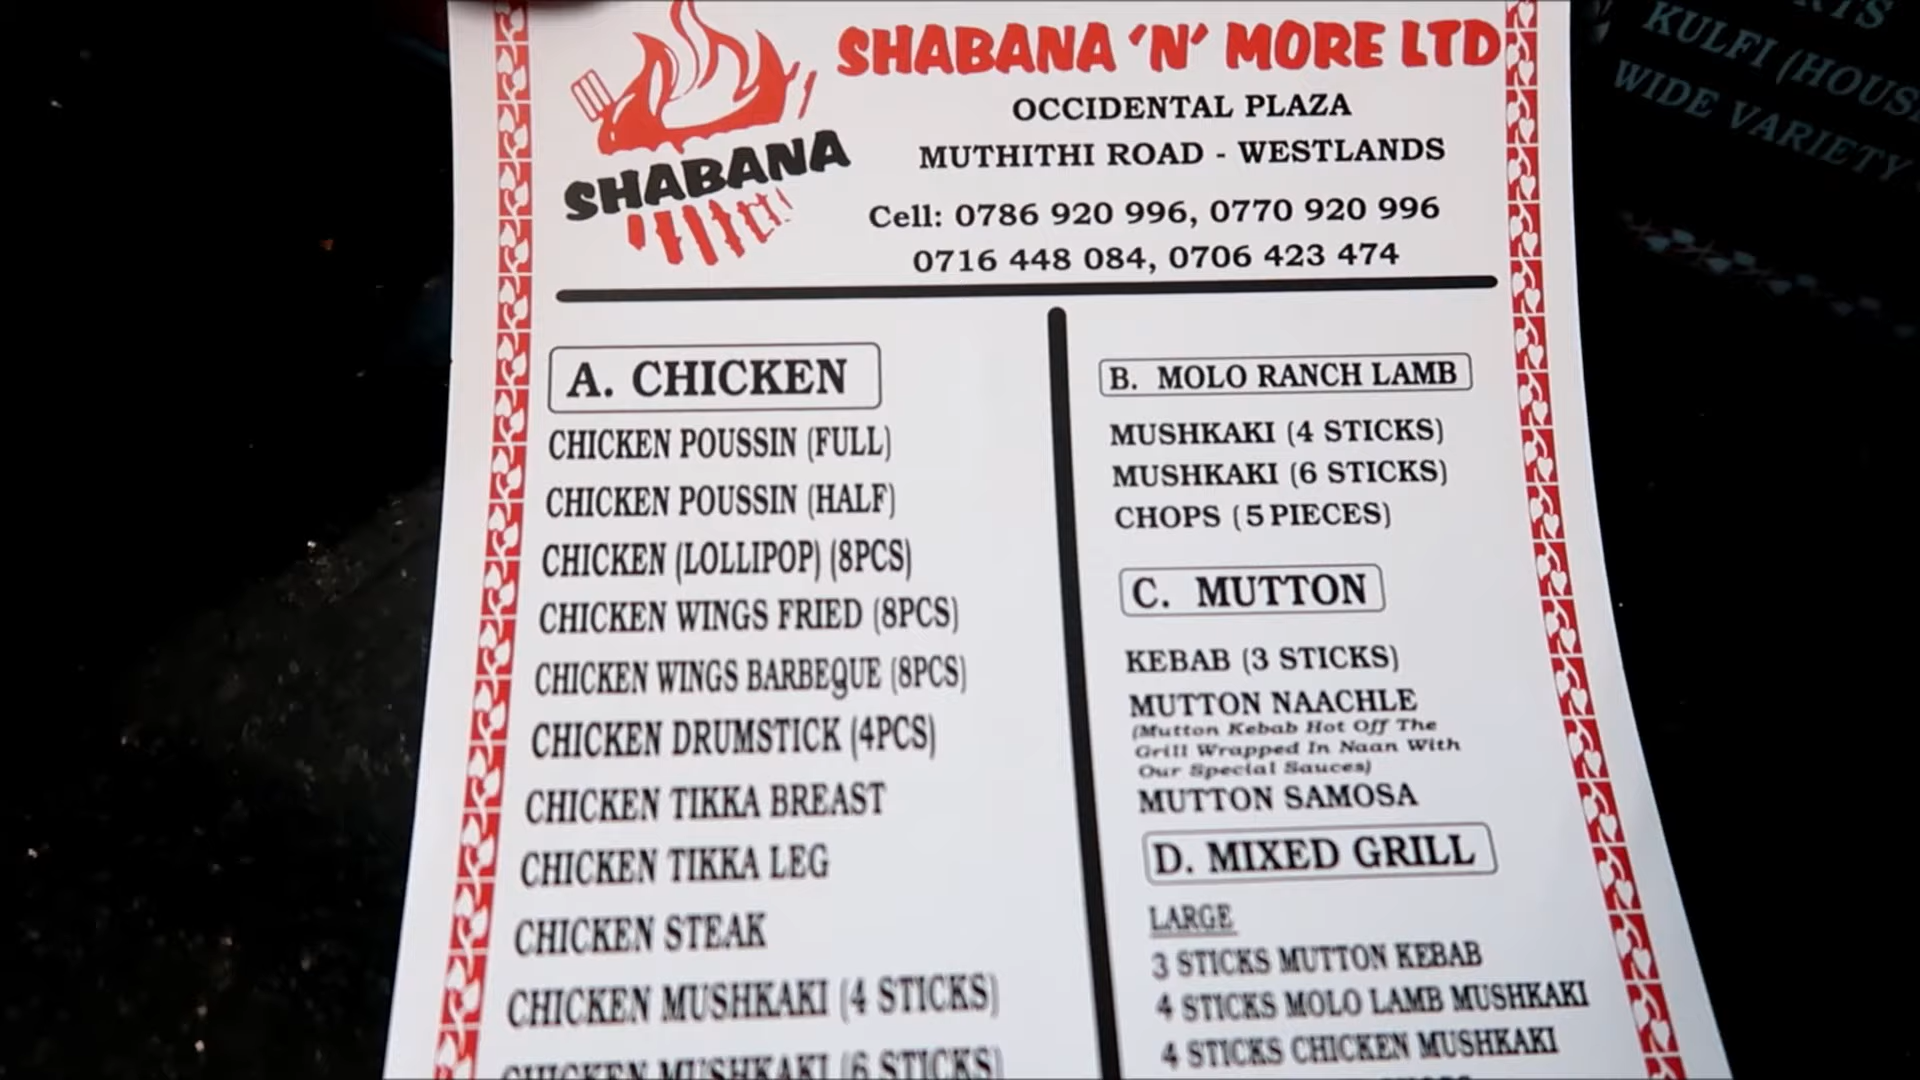 SHABANA 'N' MORE LTD
OCCIDENTAL PLAZA
MUTHITHI ROAD - WESTLANDS
Cell: 0786 920 996, 0770 920 996
0716 448 084, 0706 423 474
SHABANA
A. CHICKEN
CHICKEN POUSSIN (FULL)
CHICKEN POUSSIN (HALF)
CHICKEN (LOLLIPOP) (8PCS)
CHICKEN WINGS FRIED (8PCS)
CHICKEN WINGS BARBEQUE (8PCS)
CHICKEN DRUMSTICK (4PCS)
CHICKEN TIKKA BREAST
CHICKEN TIKKA LEG
CHICKEN STEAK
CHICKEN MUSHKAKI (4 STICKS)
CHICKEN MUSHKAKI (6 STICKS)
B. MOLO RANCH LAMB
MUSHKAKI (4 STICKS)
MUSHKAKI (6 STICKS)
CHOPS (5 PIECES)
C. MUTTON
KEBAB (3 STICKS)
MUTTON NAACHLE
(Mutton Kebab Hot Off The
Grill Wrapped In Naan With
Our Special Sauces)
MUTTON SAMOSA
D. MIXED GRILL
LARGE
3 STICKS MUTTON KEBAB
4 STICKS MOLO LAMB MUSHKAKI
4 STICKS CHICKEN MUSHKAKI
KULFI (HOUS
WIDE VARIETY